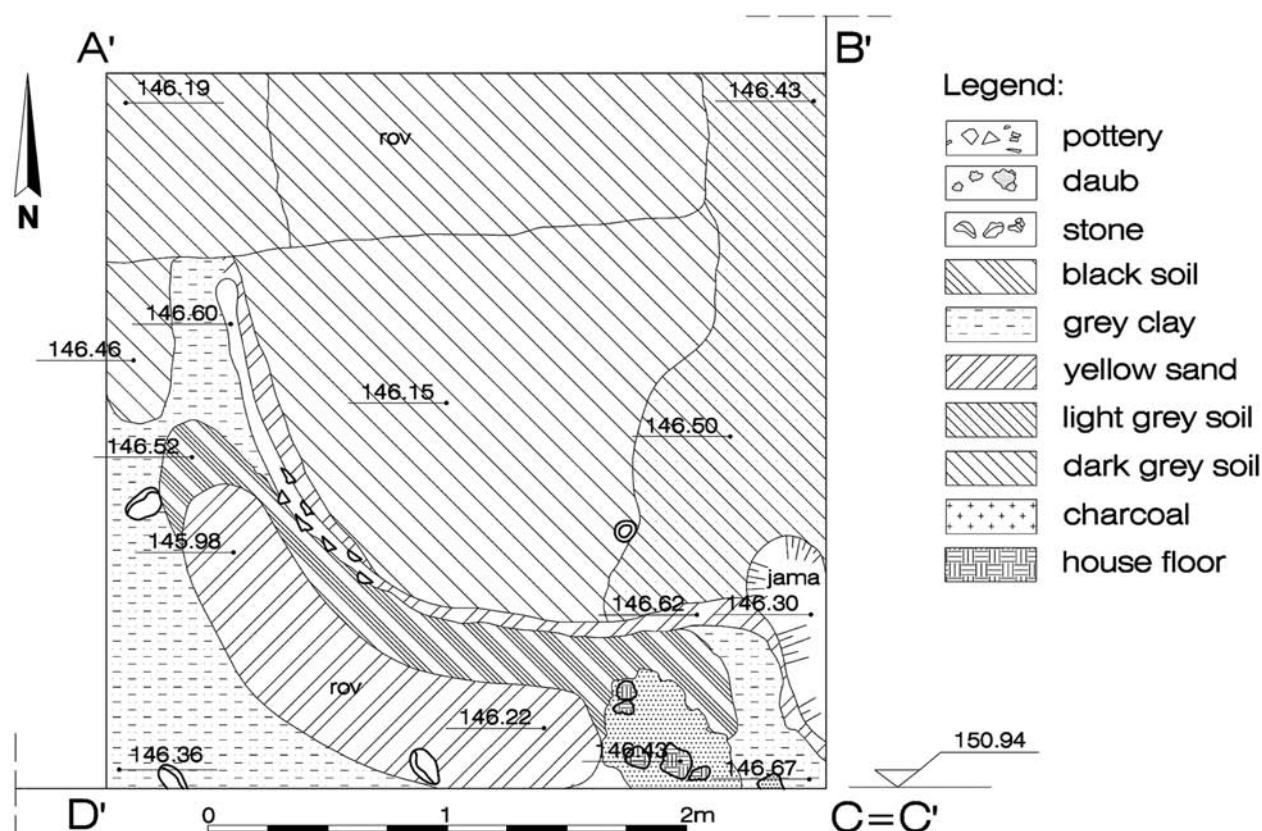 A'
B'
N
146.19
146.43
rov
146.60
146.46
146.15
146.50
146.52
145.98
jama
146.62
146.30
rov
146.22
146.43
146.36
146.67
D'
C=C'
0 1 2m
Legend:
pottery
daub
stone
black soil
grey clay
yellow sand
light grey soil
dark grey soil
charcoal
house floor
150.94